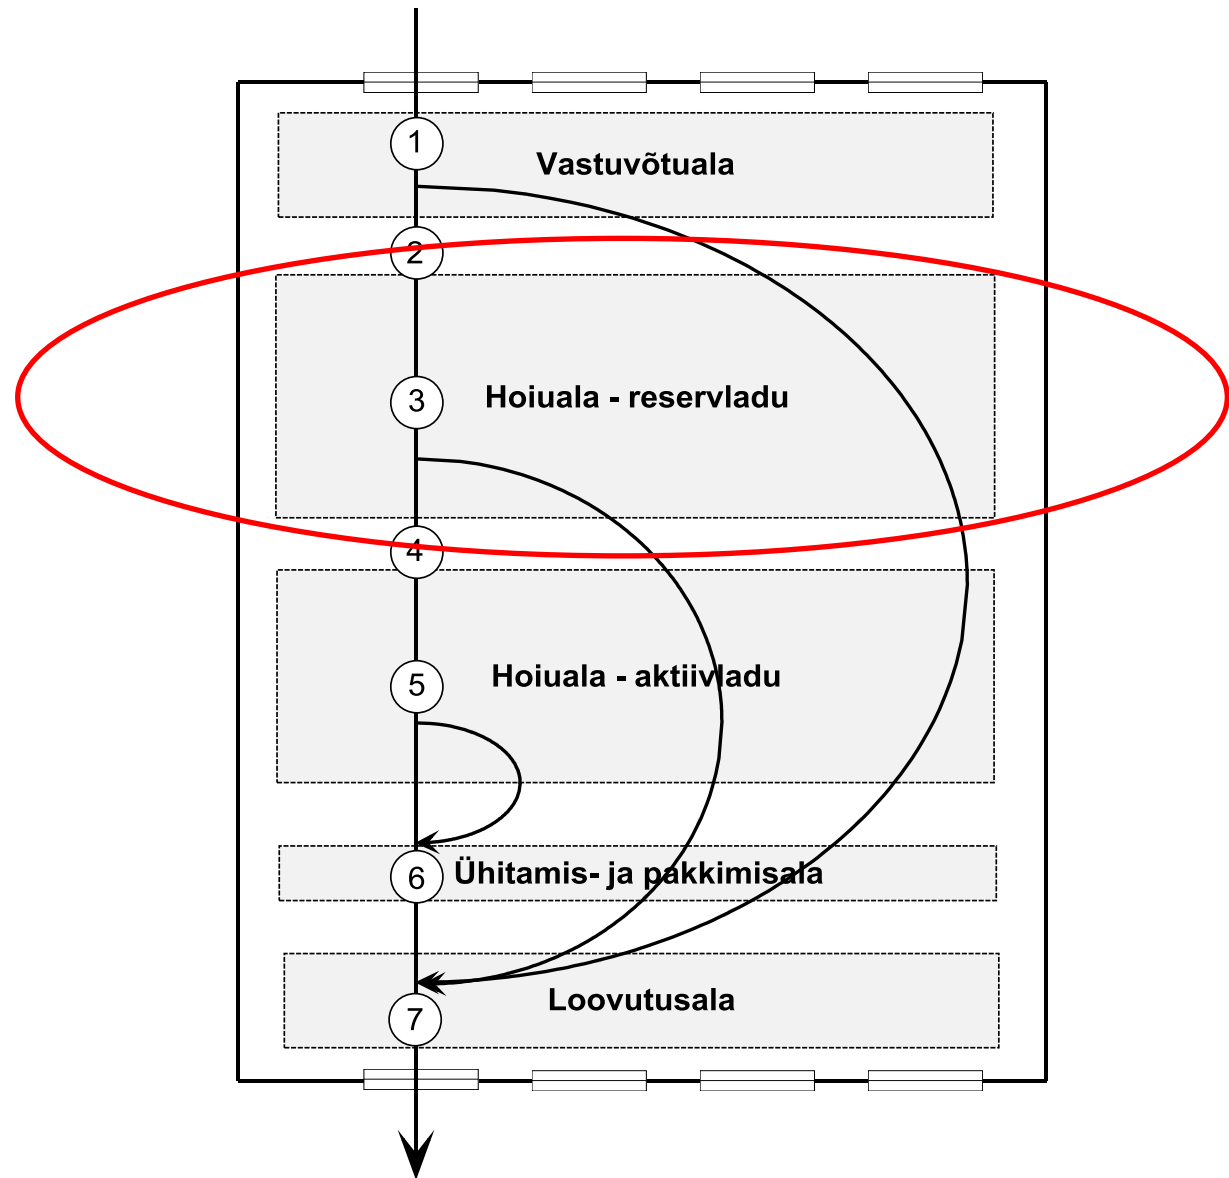 1
Vastuvõtuala
2
3 Hoiuala - reservladu
4
5 Hoiuala - aktiivladu
6 Ühitamis- ja pakkimisala
7 Loovutusala